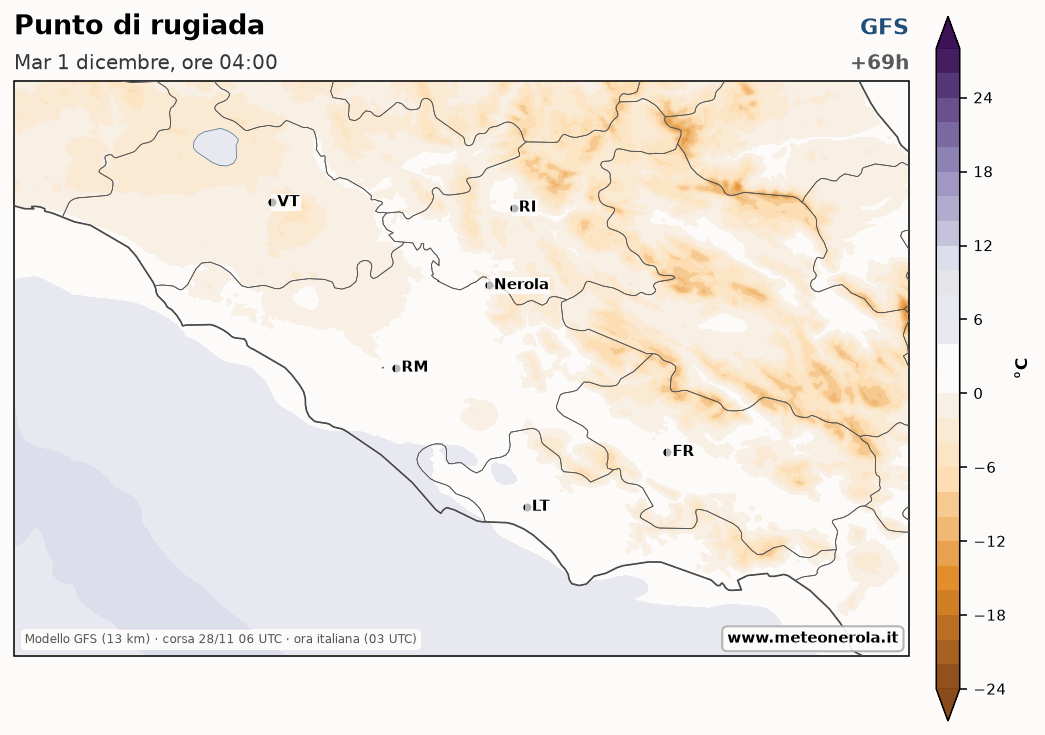 Punto di rugiada
GFS
Mar 1 dicembre, ore 04:00
+69h
24
18
12
6
0
−6
−12
−18
−24
°C
VT
RI
Nerola
RM
FR
LT
Modello GFS (13 km) · corsa 28/11 06 UTC · ora italiana (03 UTC)
www.meteonerola.it